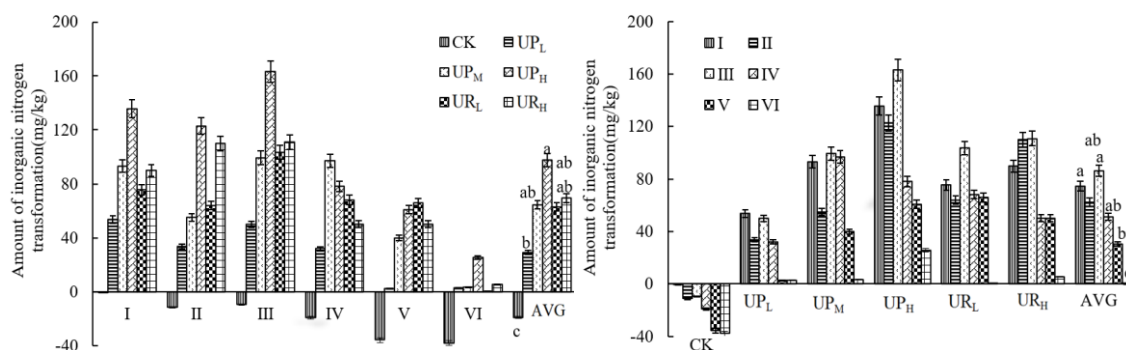 Amount of inorganic nitrogen
transformation(mg/kg)
200
160
120
80
40
0
-40
CK UPL
UPM UPH
URL URH
a
ab
ab
ab
b
c
I II III IV V VI AVG
Amount of inorganic nitrogen
transformation(mg/kg)
200
160
120
80
40
0
-40
I II
III IV
V VI
ab
a
a
ab
b
CK UPL UPM UPH URL URH AVG